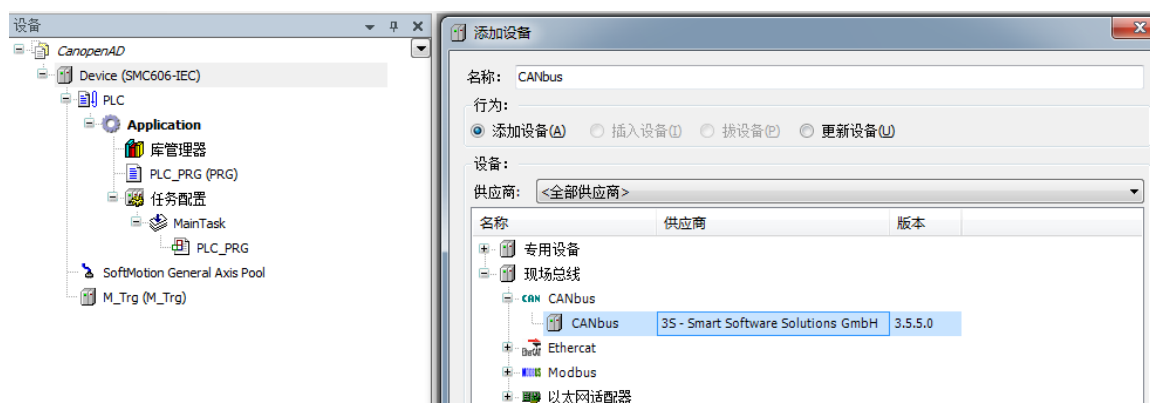 设备
CanopenAD
Device (SMC606-IEC)
PLC
Application
库管理器
PLC_PRG (PRG)
任务配置
MainTask
PLC_PRG
SoftMotion General Axis Pool
M_Trg (M_Trg)
添加设备
名称: CANbus
行为:
添加设备(A) 插入设备(I) 拔设备(P) 更新设备(U)
设备:
供应商: <全部供应商>
名称 供应商 版本
专用设备
现场总线
CAN CANbus
CANbus 3S - Smart Software Solutions GmbH 3.5.5.0
Ethercat
Modbus
以太网适配器